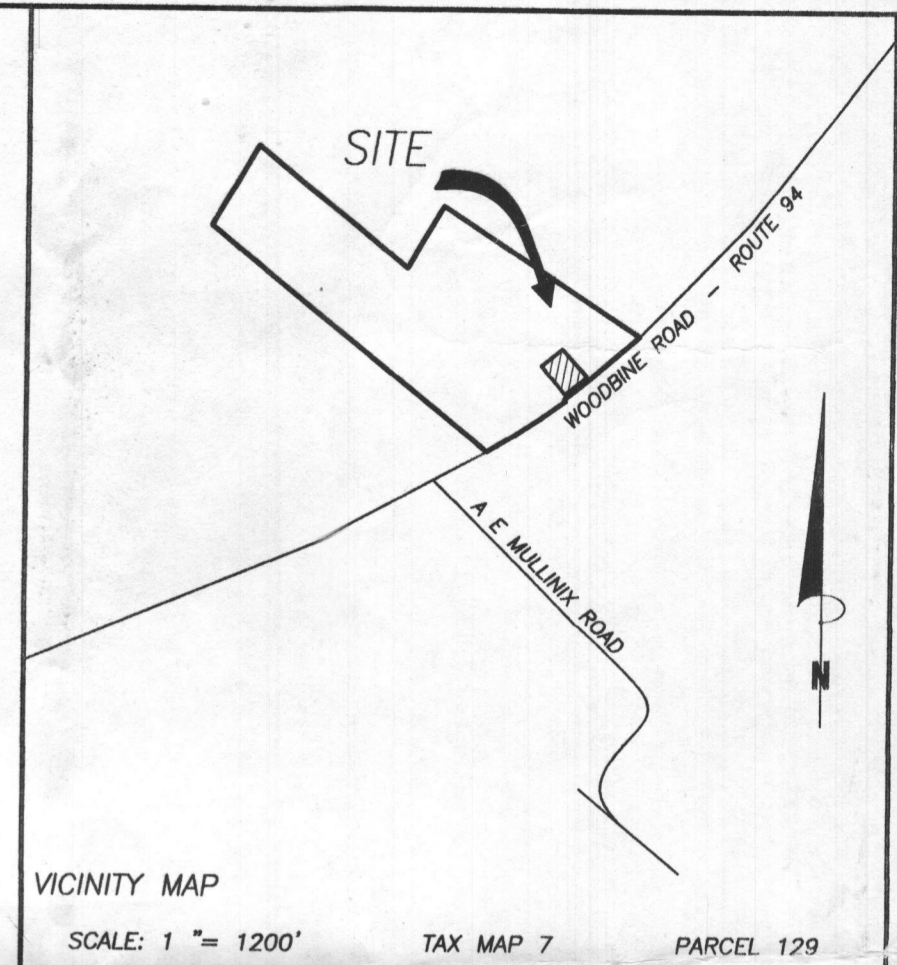 SITE
WOODBINE ROAD - ROUTE 94
A E MULLINIX ROAD
N
VICINITY MAP
SCALE: 1 "= 1200' TAX MAP 7 PARCEL 129